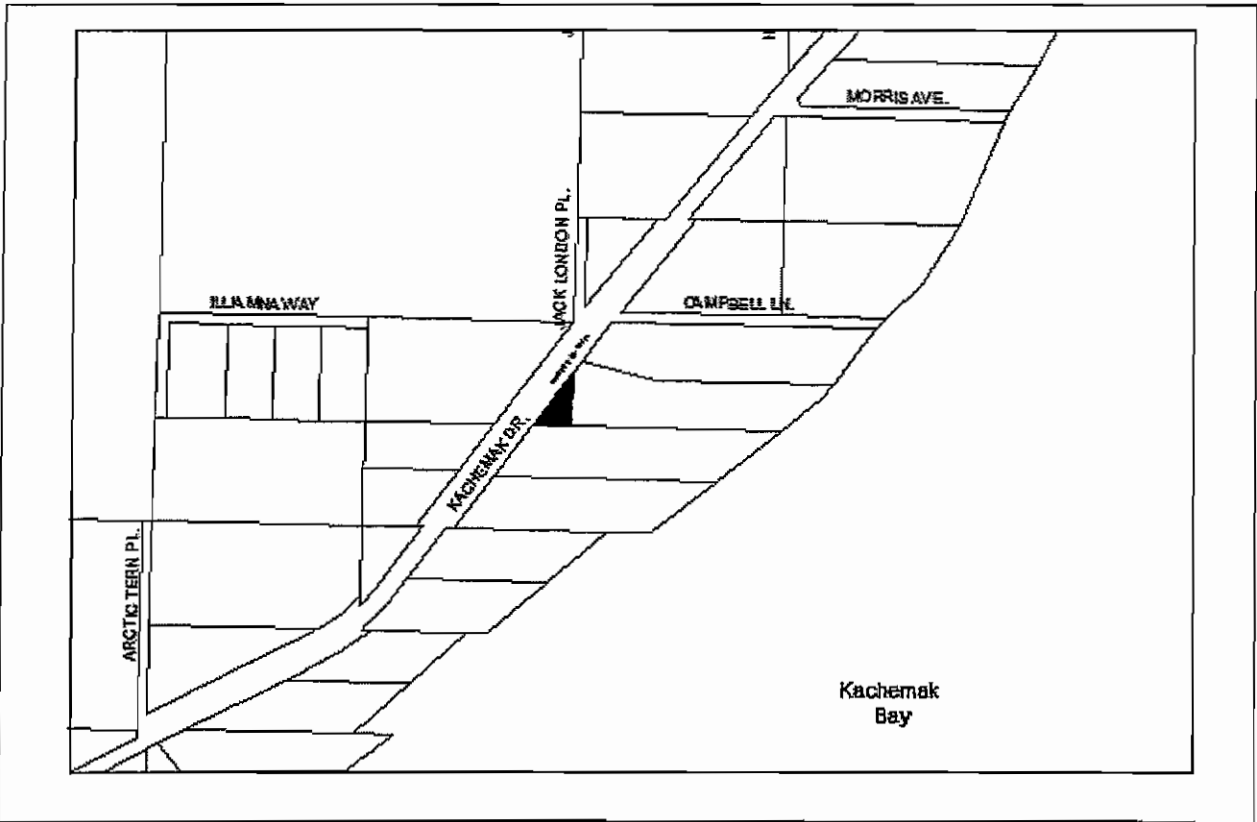 MORRIS AVE.
JACK LONDON PL.
ILIAMNA WAY
CAMPBELL LN.
KACHEMAK DR.
ARCTIC TERN PL.
Kachemak
Bay